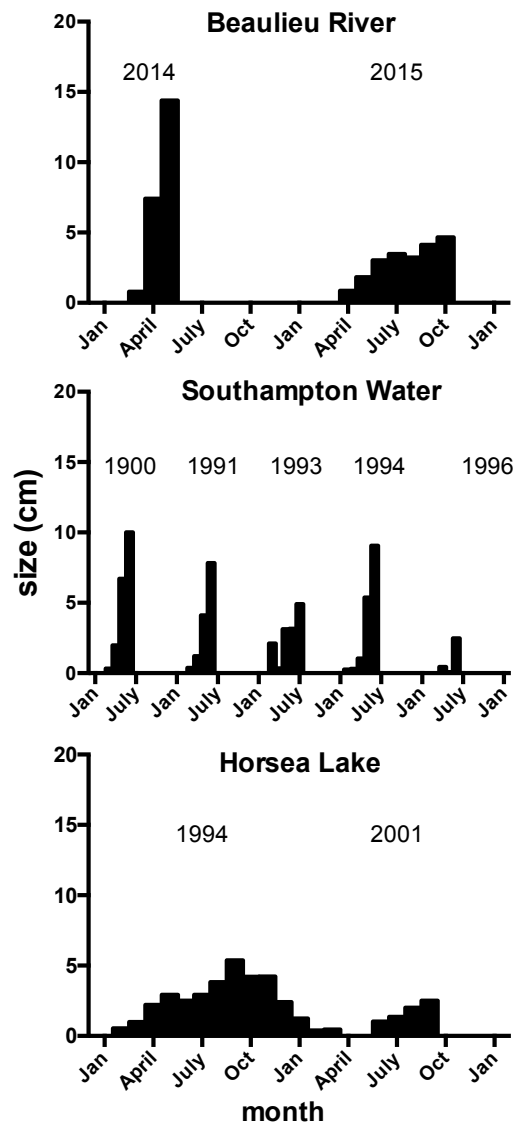 Beaulieu River
2014 2015
20
15
10
5
0
Jan April July Oct Jan April July Oct Jan
Southampton Water
1900 1991 1993 1994 1996
size (cm)
20
15
10
5
0
Jan July Jan July Jan July Jan July Jan July Jan
Horsea Lake
1994 2001
20
15
10
5
0
Jan April July Oct Jan April July Oct Jan
month